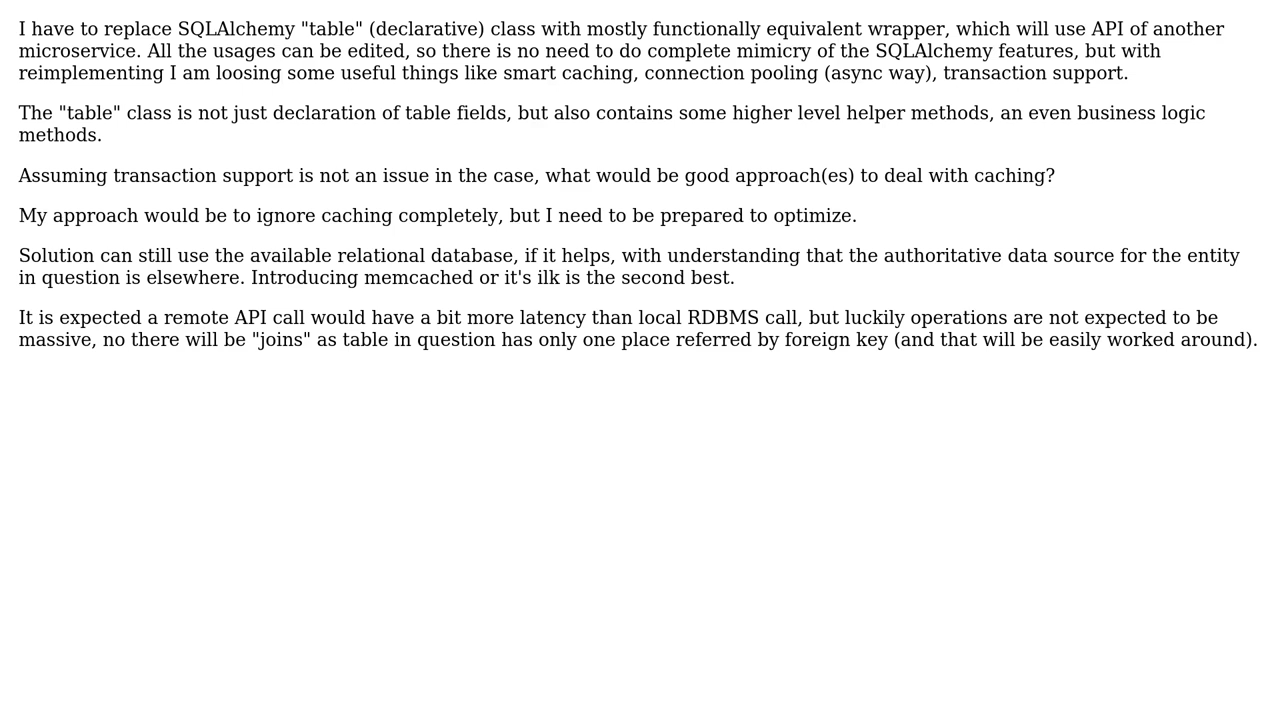 I have to replace SQLAlchemy "table" (declarative) class with mostly functionally equivalent wrapper, which will use API of another
microservice. All the usages can be edited, so there is no need to do complete mimicry of the SQLAlchemy features, but with
reimplementing I am loosing some useful things like smart caching, connection pooling (async way), transaction support.
The "table" class is not just declaration of table fields, but also contains some higher level helper methods, an even business logic
methods.
Assuming transaction support is not an issue in the case, what would be good approach(es) to deal with caching?
My approach would be to ignore caching completely, but I need to be prepared to optimize.
Solution can still use the available relational database, if it helps, with understanding that the authoritative data source for the entity
in question is elsewhere. Introducing memcached or it's ilk is the second best.
It is expected a remote API call would have a bit more latency than local RDBMS call, but luckily operations are not expected to be
massive, no there will be "joins" as table in question has only one place referred by foreign key (and that will be easily worked around).